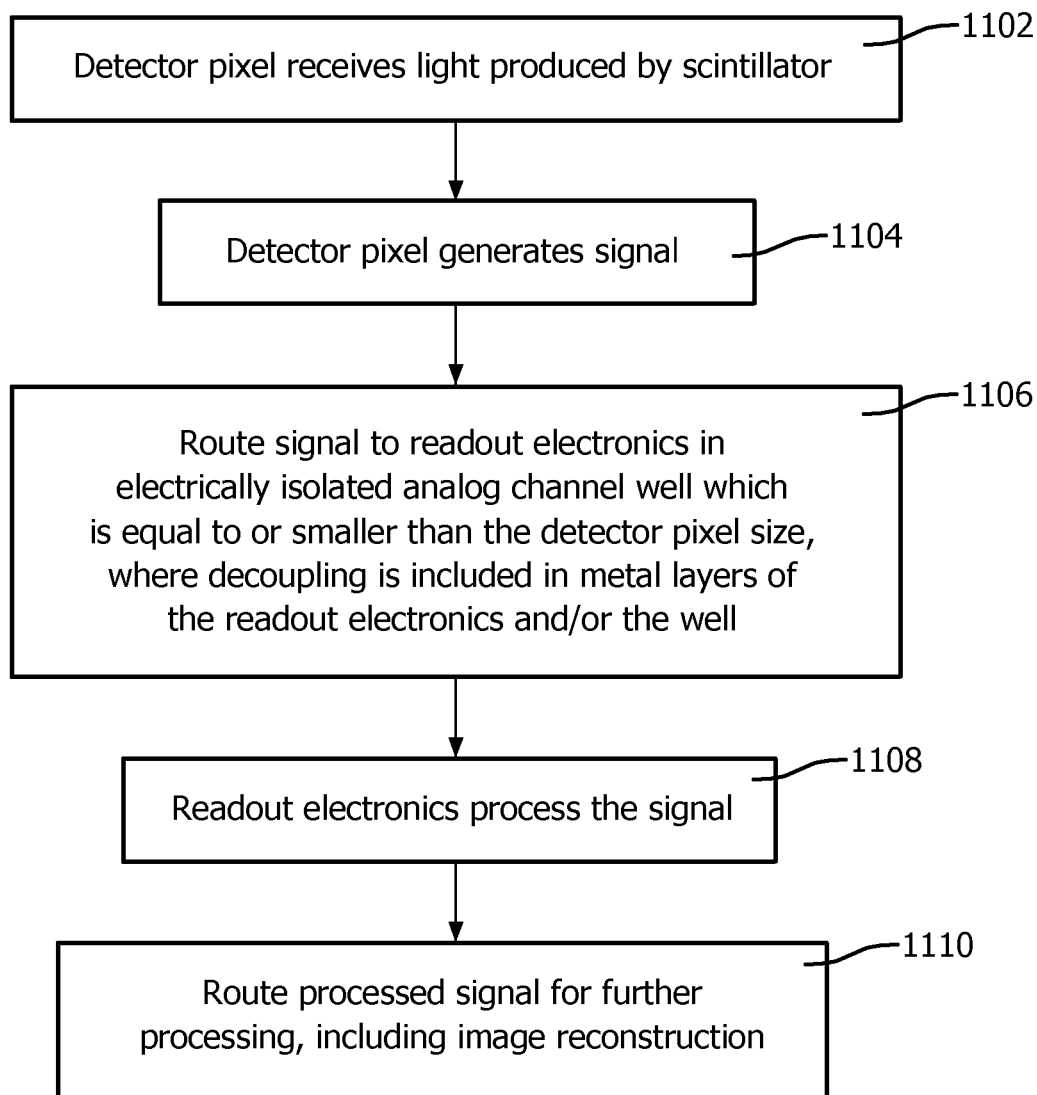 1102
Detector pixel receives light produced by scintillator
1104
Detector pixel generates signal
1106
Route signal to readout electronics in
electrically isolated analog channel well which
is equal to or smaller than the detector pixel size,
where decoupling is included in metal layers of
the readout electronics and/or the well
1108
Readout electronics process the signal
1110
Route processed signal for further
processing, including image reconstruction